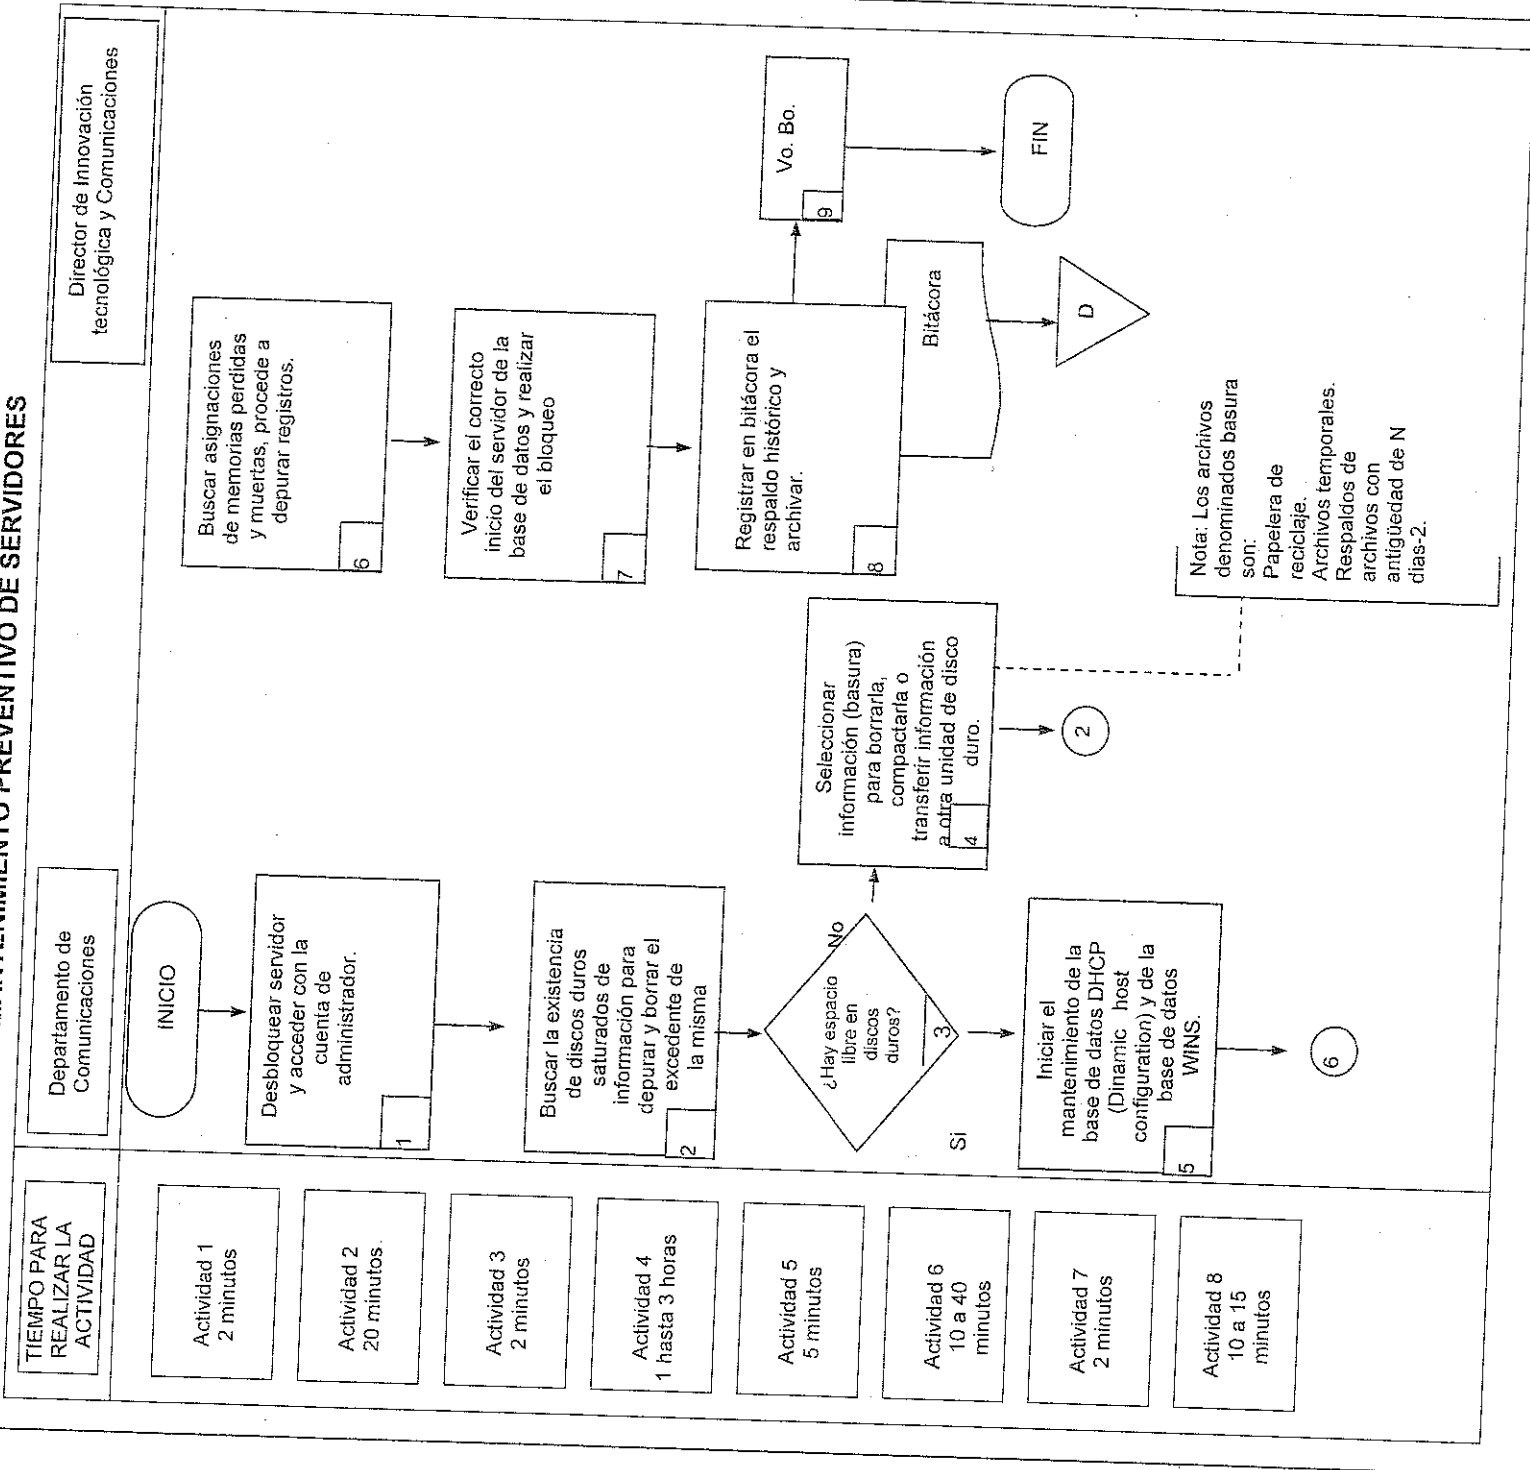 PREVENTIVO DE SERVIDORES
TIEMPO PARA
REALIZAR LA
ACTIVIDAD
Departamento de
Comunicaciones
Director de Innovación
tecnológica y Comunicaciones
Actividad 1
2 minutos
Actividad 2
20 minutos.
Actividad 3
2 minutos
Actividad 4
1 hasta 3 horas
Actividad 5
5 minutos
Actividad 6
10 a 40
minutos
Actividad 7
2 minutos
Actividad 8
10 a 15
minutos
INICIO
Desbloquear servidor
y acceder con la
cuenta de
administrador.
1
Buscar la existencia
de discos duros
saturados de
información para
depurar y borrar el
excedente de
la misma
2
¿Hay espacio
libre en
discos
duros?
3
No
Si
Seleccionar
información (basura)
para borrarla,
compactarla o
transferir información
a otra unidad de disco
duro.
4
2
Iniciar el
mantenimiento de la
base de datos DHCP
(Dinamic host
configuration) y de la
base de datos
WINS.
5
6
Buscar asignaciones
de memorias perdidas
y muertas, procede a
depurar registros.
6
Verificar el correcto
inicio del servidor de la
base de datos y realizar
el bloqueo
7
Registrar en bitácora el
respaldo histórico y
archivar.
8
Bitácora
D
Vo. Bo.
9
FIN
Nota: Los archivos
denominados basura
son:
Papelera de
reciclaje.
Archivos temporales.
Respaldos de
archivos con
antigüedad de N
dias-2.